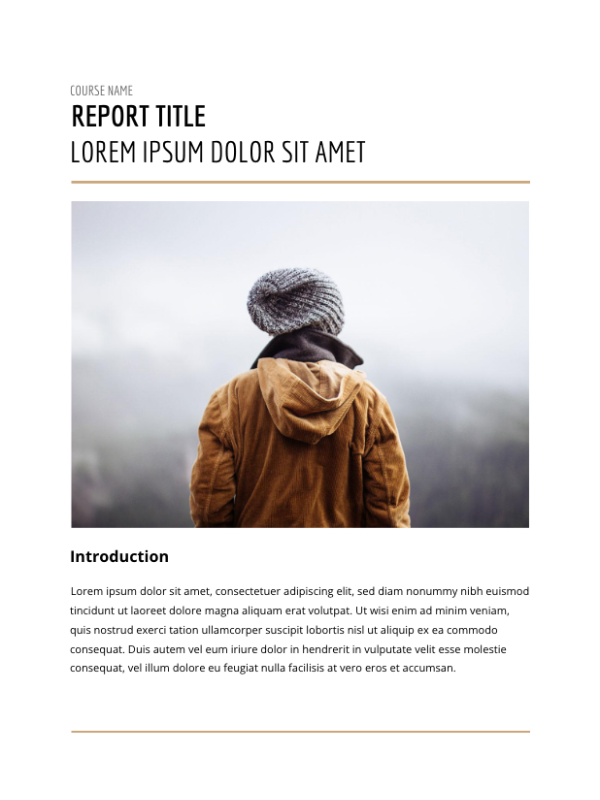 COURSE NAME
REPORT TITLE
LOREM IPSUM DOLOR SIT AMET
Introduction
Lorem ipsum dolor sit amet, consectetuer adipiscing elit, sed diam nonummy nibh euismod
tincidunt ut laoreet dolore magna aliquam erat volutpat. Ut wisi enim ad minim veniam,
quis nostrud exerci tation ullamcorper suscipit lobortis nisl ut aliquip ex ea commodo
consequat. Duis autem vel eum iriure dolor in hendrerit in vulputate velit esse molestie
consequat, vel illum dolore eu feugiat nulla facilisis at vero eros et accumsan.